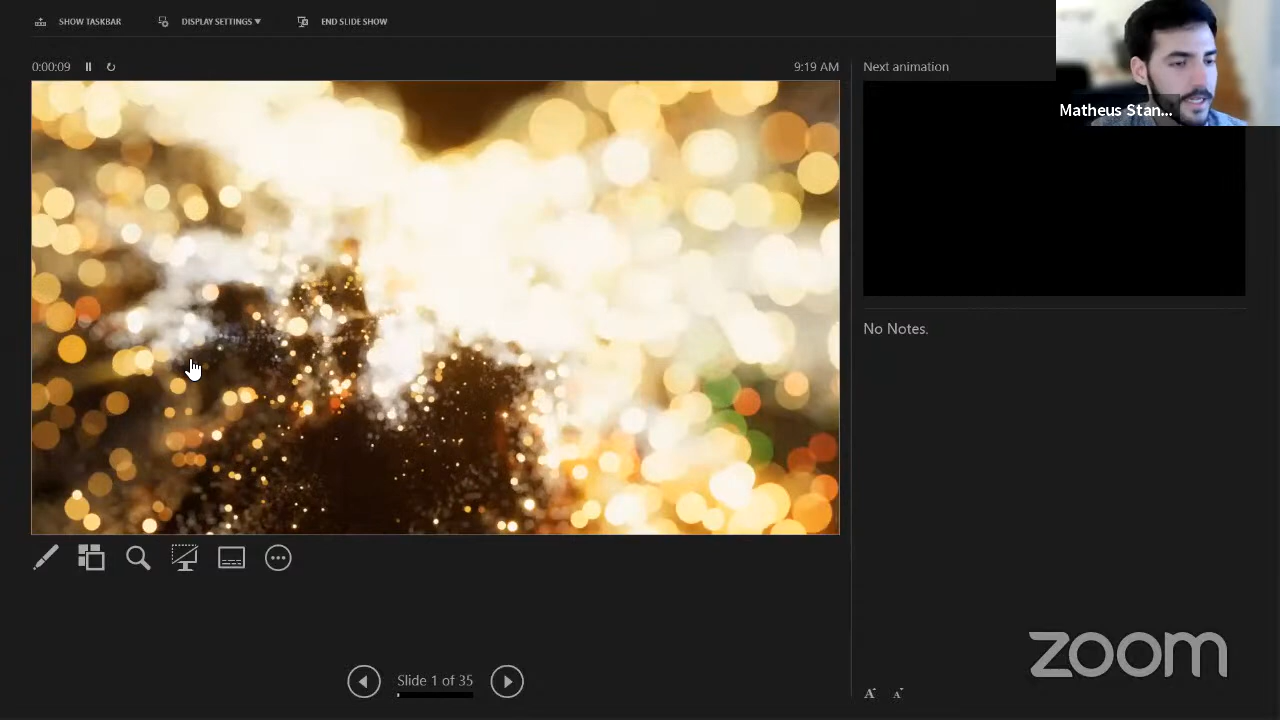 SHOW TASKBAR
DISPLAY SETTINGS ▼
END SLIDE SHOW
0:00:09
9:19 AM
Next animation
Matheus Stan...
No Notes.
Slide 1 of 35
A A
zoom